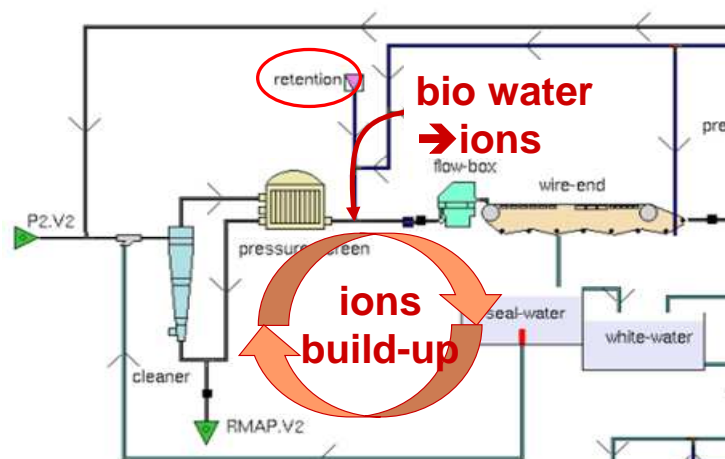 retention
bio water
➔ions
pre
flow-box
wire-end
P2.V2
pressure screen
ions
build-up
seal-water
white-water
cleaner
RMAP.V2